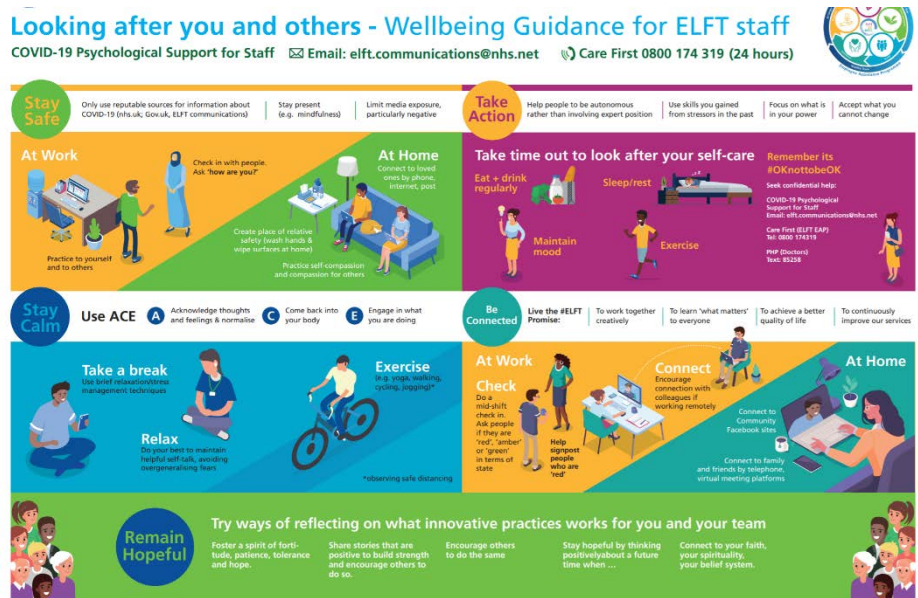 Looking after you and others - Wellbeing Guidance for ELFT staff
COVID-19 Psychological Support for Staff Email: elft.communications@nhs.net Care First 0800 174 319 (24 hours)
Stay
Safe
Only use reputable sources for information about
COVID-19 (nhs.uk; Gov.uk, ELFT communications)
Stay present
(e.g. mindfulness)
Limit media exposure,
particularly negative
At Work
Check in with people.
Ask 'how are you?'
Practice to yourself
and to others
At Home
Connect to loved
ones by phone,
internet, post
Create place of relative
safety (wash hands &
wipe surfaces at home)
Practice self-compassion
and compassion for others
Take
Action
Help people to be autonomous
rather than involving expert position
Use skills you gained
from stressors in the past
Focus on what is
in your power
Accept what you
cannot change
Take time out to look after your self-care
Eat + drink
regularly
Sleep/rest
Maintain
mood
Exercise
Remember its
#OKnottobeOK
Seek confidential help:
COVID-19 Psychological
Support for Staff
Email: elft.communications@nhs.net
Care First (ELFT EAP)
Tel: 0800 174319
PHP (Doctors)
Text: 85258
Stay
Calm
Use ACE
A
Acknowledge thoughts
and feelings & normalise
C
Come back into
your body
E
Engage in what
you are doing
Take a break
Use brief relaxation/stress
management techniques
Relax
Do your best to maintain
helpful self-talk, avoiding
overgeneralising fears
Exercise
(e.g. yoga, walking,
cycling, jogging)*
*observing safe distancing
Be
Connected
Live the #ELFT
Promise:
To work together
creatively
To learn 'what matters'
to everyone
To achieve a better
quality of life
To continuously
improve our services
At Work
Check
Do a
mid-shift
check in.
Ask people
if they are
'red', 'amber'
or 'green'
in terms of
state
Help
signpost
people
who are
'red'
Connect
Encourage
connection with
colleagues if
working remotely
At Home
Connect to
Community
Facebook sites
Connect to family
and friends by telephone,
virtual meeting platforms
Remain
Hopeful
Try ways of reflecting on what innovative practices works for you and your team
Foster a spirit of forti-
tude, patience, tolerance
and hope.
Share stories that are
positive to build strength
and encourage others to
do so.
Encourage others
to do the same
Stay hopeful by thinking
positivelyabout a future
time when ...
Connect to your faith,
your spirituality,
your belief system.